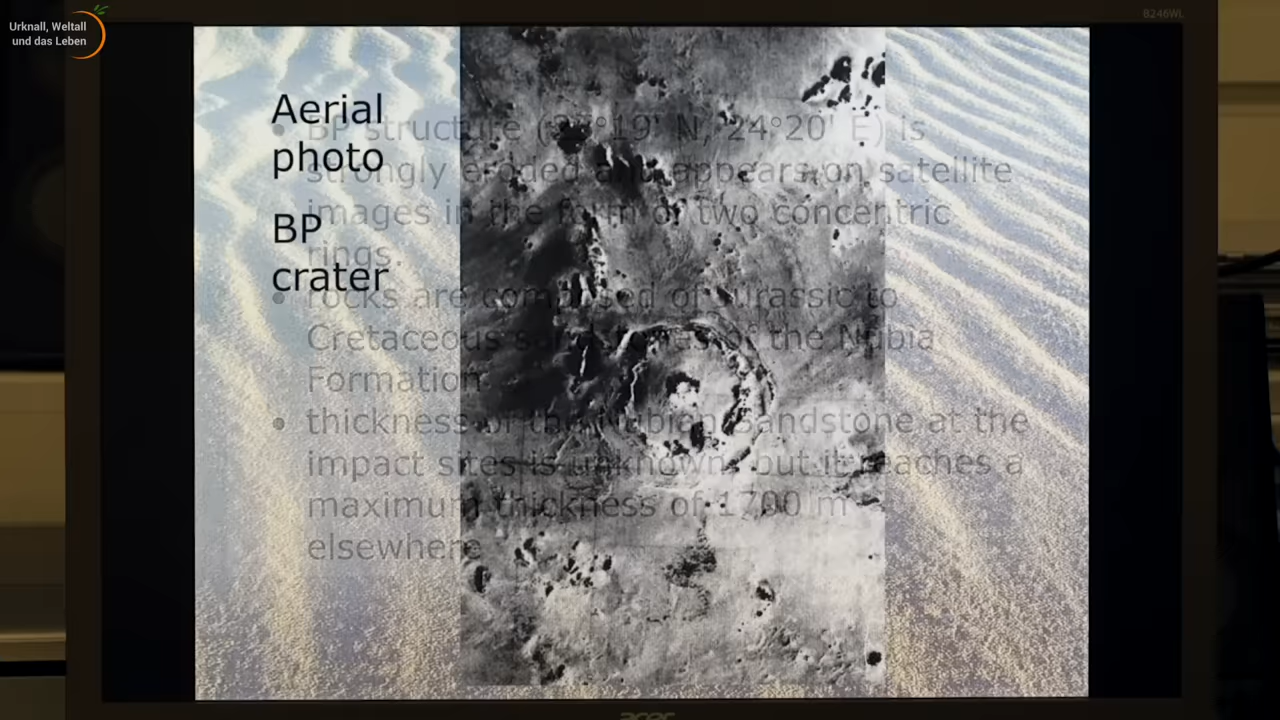 Urknall, Weltall
und das Leben
B246WL
Aerial
photo
BP
crater
BP structure (27°19' N, 24°20' E) is
strongly eroded and appears on satellite
images in the form of two concentric
rings.
rocks are composed of Jurassic to
Cretaceous sandstones of the Nubia
Formation
thickness of the Nubian sandstone at the
impact sites is unknown, but it reaches a
maximum thickness of 1700 m
elsewhere
acer